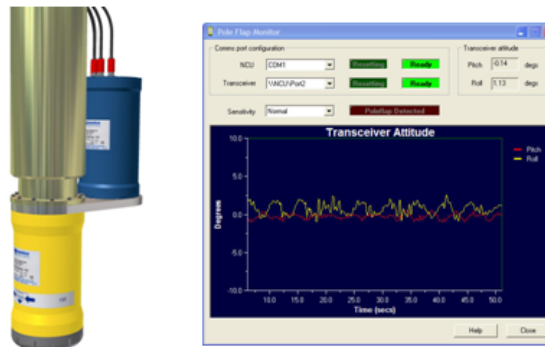 Pole Flap Monitor
Comms port configuration
NCU COM1 Resetting Ready
Transceiver \\NCU\Port2 Resetting Ready
Transceiver attitude
Pitch -0.14 degs
Roll 1.13 degs
Sensitivity Normal Poleflap Detected
Transceiver Attitude
Degrees
10.0
5.0
0.0
-5.0
-10.0
10.0 15.0 20.0 25.0 30.0 35.0 40.0 45.0 50.0
Time (secs)
Pitch
Roll
Help Close